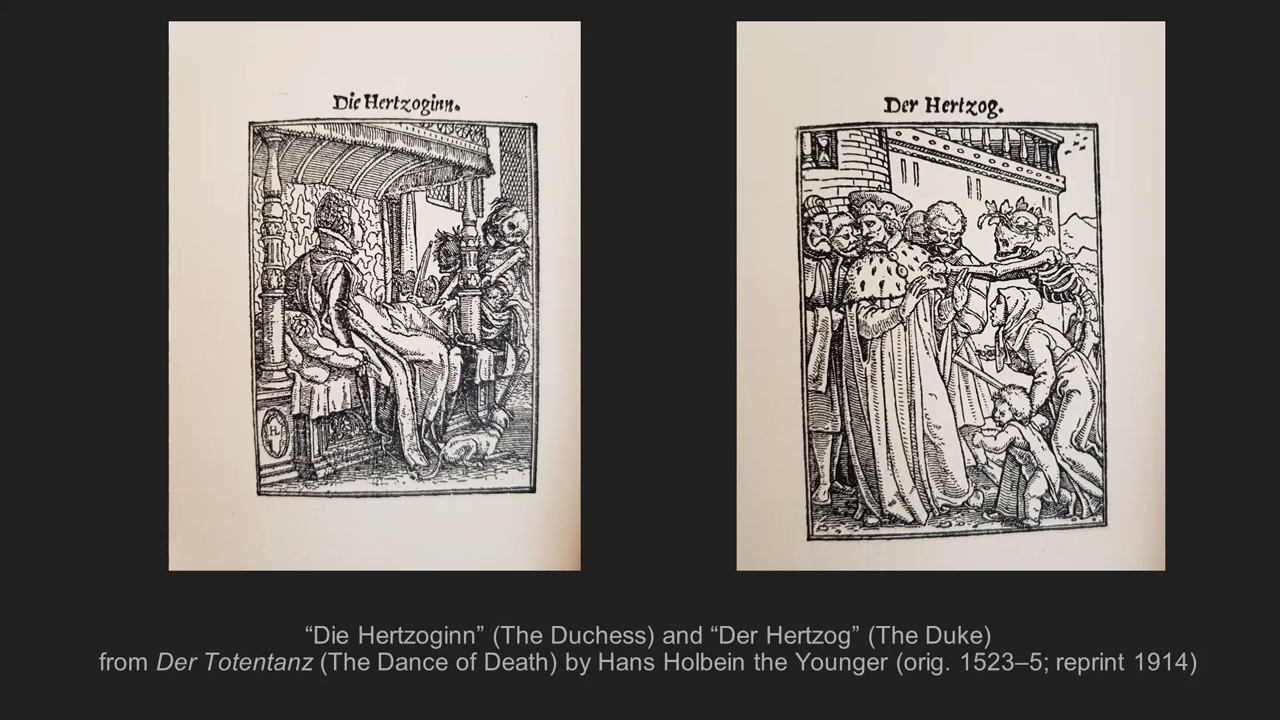 Die Hertzoginn.
Der Hertzog.
“Die Hertzoginn” (The Duchess) and “Der Hertzog” (The Duke)
from Der Totentanz (The Dance of Death) by Hans Holbein the Younger (orig. 1523–5; reprint 1914)